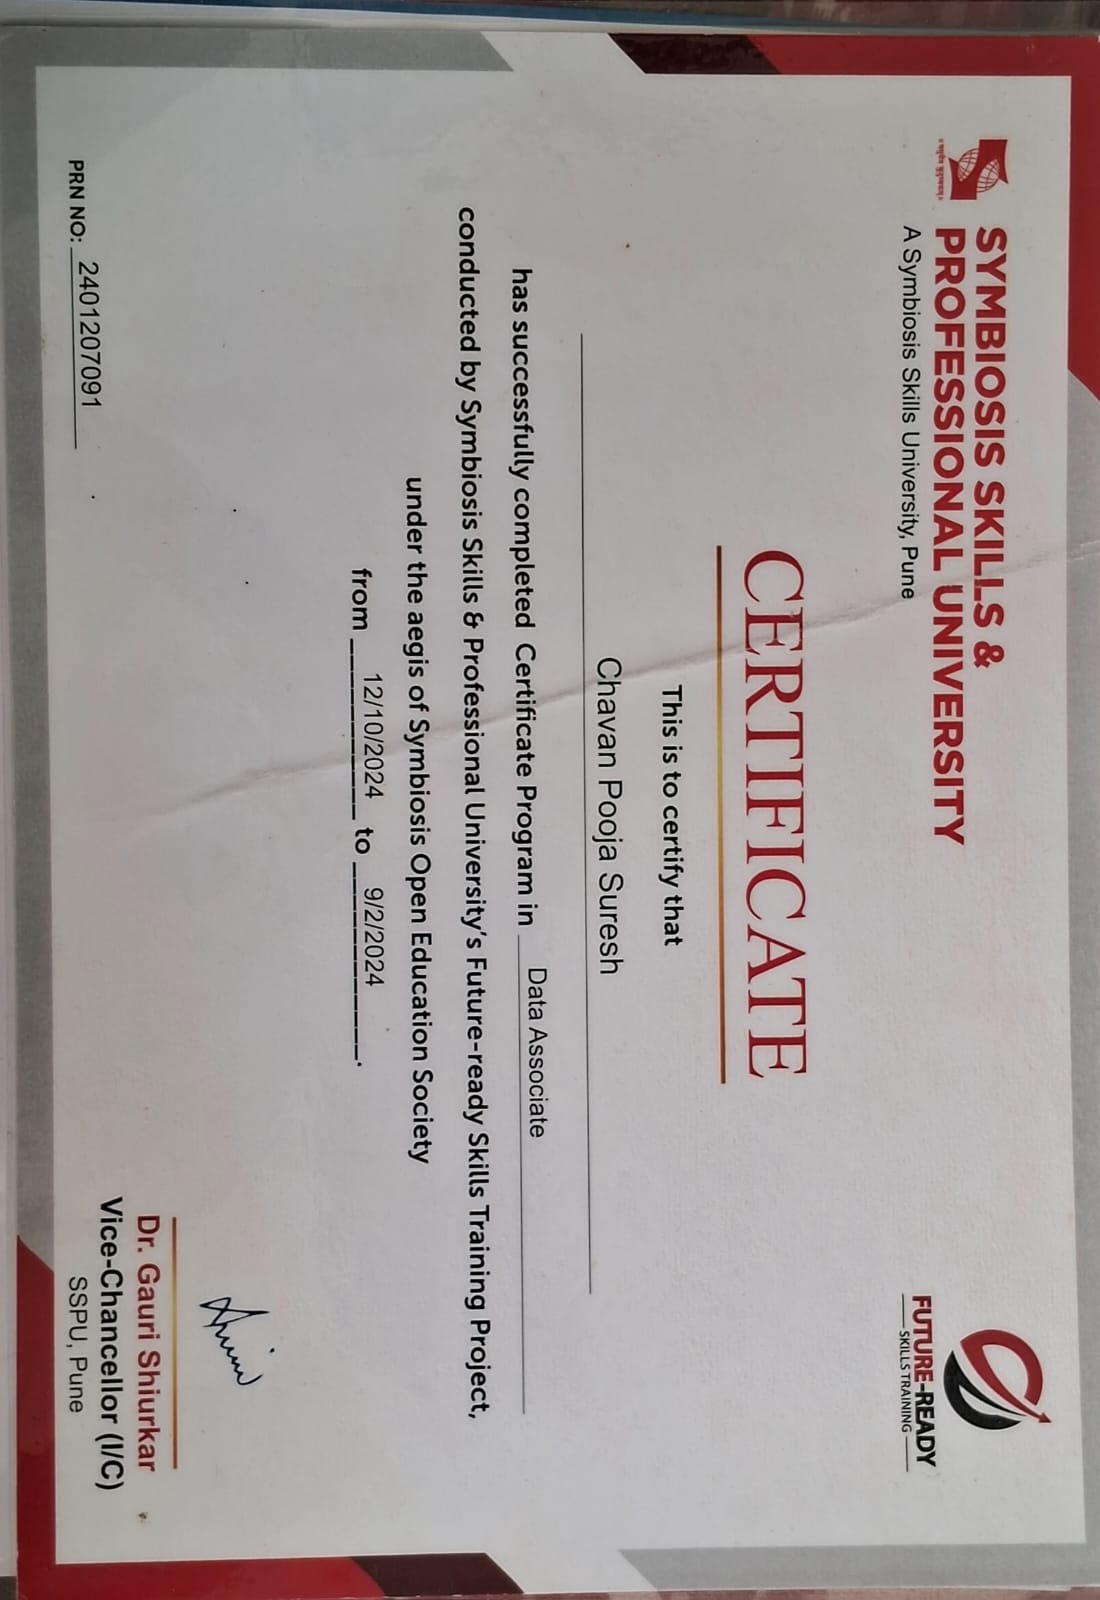 SYMBIOSIS SKILLS &
PROFESSIONAL UNIVERSITY
A Symbiosis Skills University, Pune
॥ वसुधैव कुटुम्बकम् ॥
FUTURE-READY
SKILLS TRAINING
CERTIFICATE
This is to certify that
Chavan Pooja Suresh
has successfully completed Certificate Program in Data Associate
conducted by Symbiosis Skills & Professional University's Future-ready Skills Training Project,
under the aegis of Symbiosis Open Education Society
from 12/10/2024 to 9/2/2024.
Dr. Gauri Shiurkar
Vice-Chancellor (I/C)
SSPU, Pune
PRN NO: 2401207091